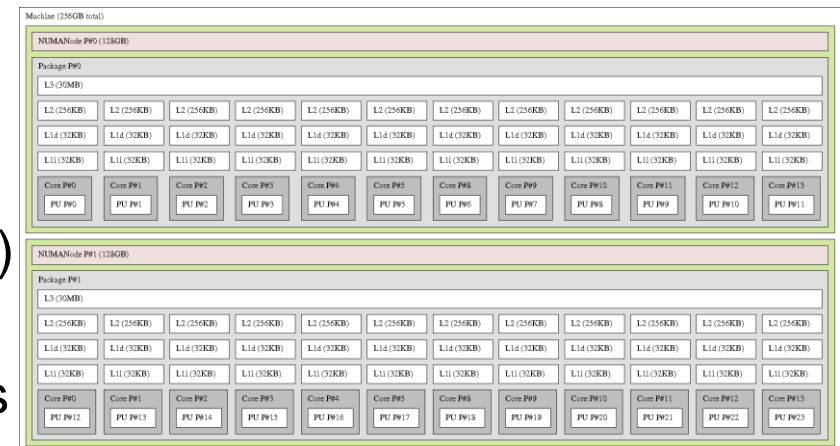 Machine (256GB total)
NUMANode P#0 (128GB)
Package P#0
L3 (30MB)
L2 (256KB) L2 (256KB) L2 (256KB) L2 (256KB) L2 (256KB) L2 (256KB) L2 (256KB) L2 (256KB) L2 (256KB) L2 (256KB) L2 (256KB) L2 (256KB)
L1d (32KB) L1d (32KB) L1d (32KB) L1d (32KB) L1d (32KB) L1d (32KB) L1d (32KB) L1d (32KB) L1d (32KB) L1d (32KB) L1d (32KB) L1d (32KB)
L1i (32KB) L1i (32KB) L1i (32KB) L1i (32KB) L1i (32KB) L1i (32KB) L1i (32KB) L1i (32KB) L1i (32KB) L1i (32KB) L1i (32KB) L1i (32KB)
Core P#0 Core P#1 Core P#2 Core P#3 Core P#4 Core P#5 Core P#8 Core P#9 Core P#10 Core P#11 Core P#12 Core P#13
PU P#0 PU P#1 PU P#2 PU P#3 PU P#4 PU P#5 PU P#6 PU P#7 PU P#8 PU P#9 PU P#10 PU P#11
)
NUMANode P#1 (128GB)
Package P#1
L3 (30MB)
L2 (256KB) L2 (256KB) L2 (256KB) L2 (256KB) L2 (256KB) L2 (256KB) L2 (256KB) L2 (256KB) L2 (256KB) L2 (256KB) L2 (256KB) L2 (256KB)
L1d (32KB) L1d (32KB) L1d (32KB) L1d (32KB) L1d (32KB) L1d (32KB) L1d (32KB) L1d (32KB) L1d (32KB) L1d (32KB) L1d (32KB) L1d (32KB)
L1i (32KB) L1i (32KB) L1i (32KB) L1i (32KB) L1i (32KB) L1i (32KB) L1i (32KB) L1i (32KB) L1i (32KB) L1i (32KB) L1i (32KB) L1i (32KB)
s
Core P#0 Core P#1 Core P#2 Core P#3 Core P#4 Core P#5 Core P#8 Core P#9 Core P#10 Core P#11 Core P#12 Core P#13
PU P#12 PU P#13 PU P#14 PU P#15 PU P#16 PU P#17 PU P#18 PU P#19 PU P#20 PU P#21 PU P#22 PU P#23